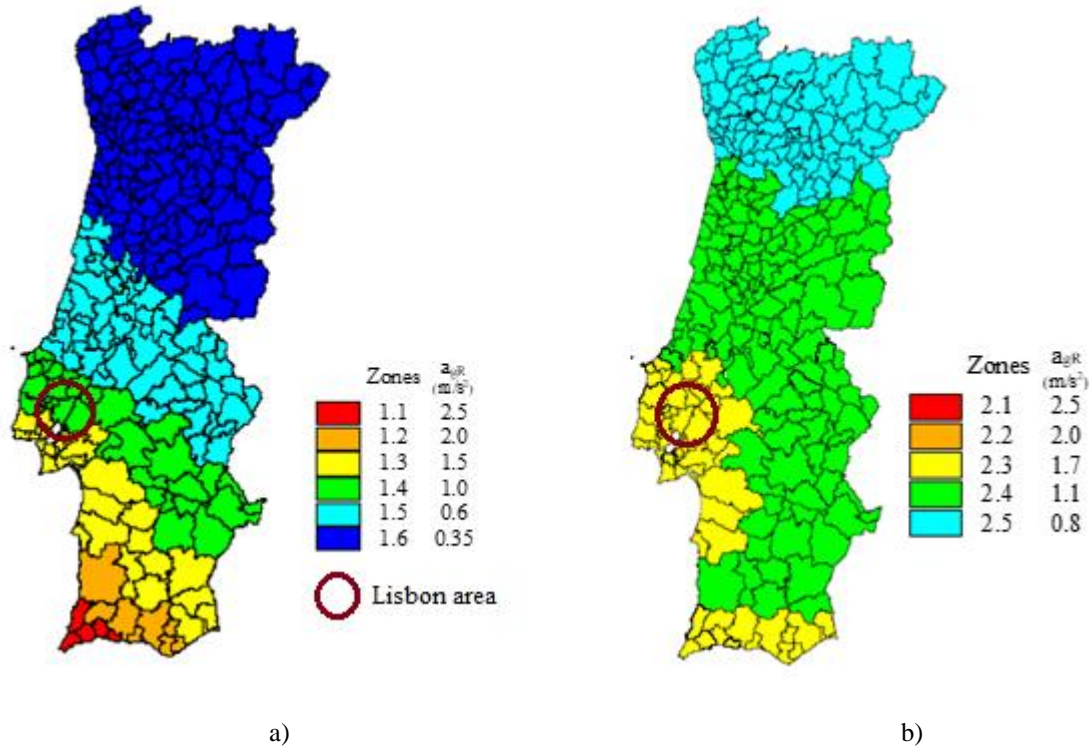 Zones a_gR
(m/s²)
1.1 2.5
1.2 2.0
1.3 1.5
1.4 1.0
1.5 0.6
1.6 0.35
Lisbon area
Zones a_gR
(m/s²)
2.1 2.5
2.2 2.0
2.3 1.7
2.4 1.1
2.5 0.8
a)
b)